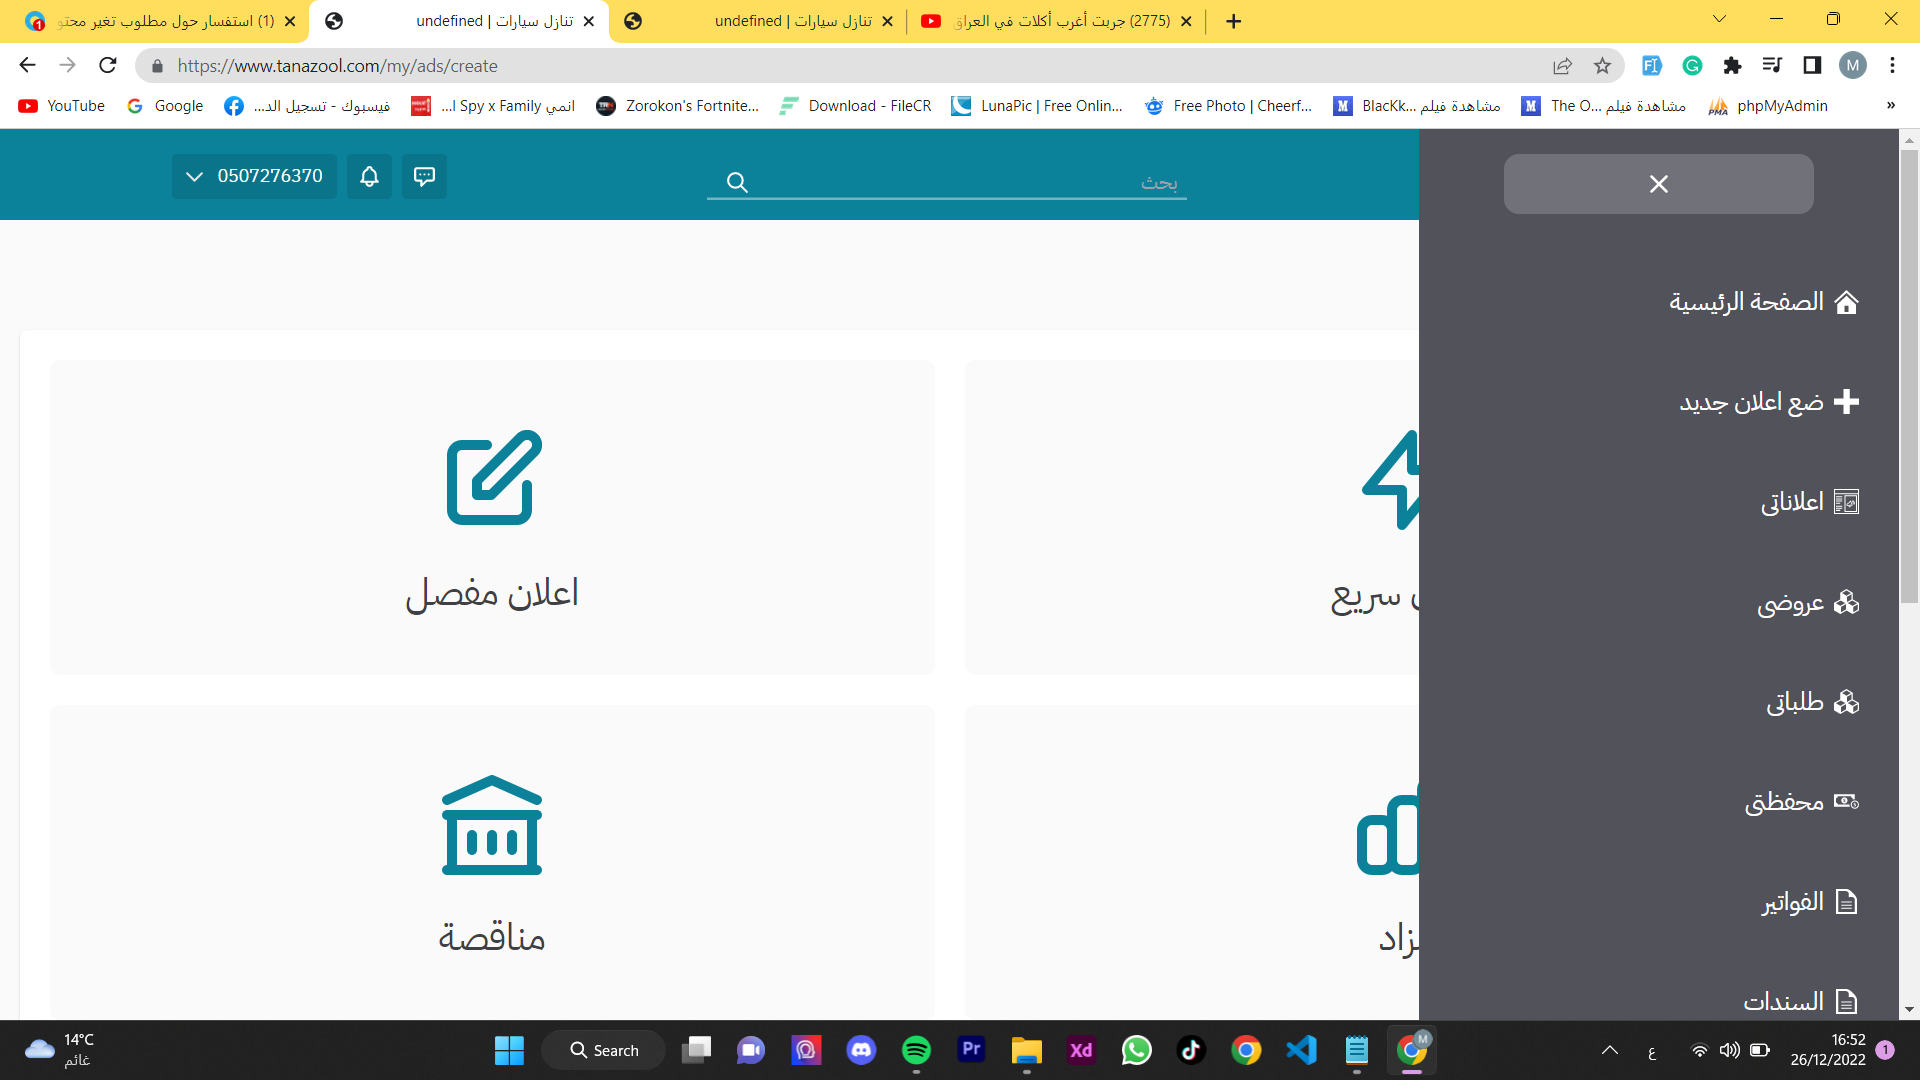 (1) استفسار حول مطلوب تغير محتو
تنازل سيارات | undefined
تنازل سيارات | undefined
(2775) جربت أغرب أكلات في العراق
https://www.tanazool.com/my/ads/create
M
YouTube
Google
فيسبوك - تسجيل الد...
انمي Spy x Family ا...
Zorokon's Fortnite...
Download - FileCR
LunaPic | Free Onlin...
Free Photo | Cheerf...
مشاهدة فيلم BlacKk...
مشاهدة فيلم The O...
phpMyAdmin
»
0507276370
بحث
الصفحة الرئيسية
ضع اعلان جديد
اعلاناتى
عروضى
طلباتى
محفظتى
الفواتير
السندات
سريع
اعلان مفصل
مناقصة
14°C
غائم
Search
ع
16:52
26/12/2022
1